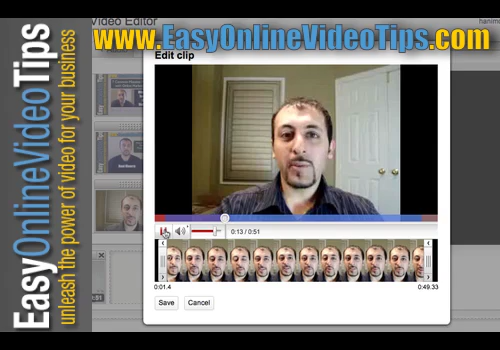 www.EasyOnlineVideoTips.com
EasyOnlineVideoTips
unleash the power of video for your business
Video Editor
Edit clip
0:13 / 0:51
0:01.4
0:49.33
Save
Cancel